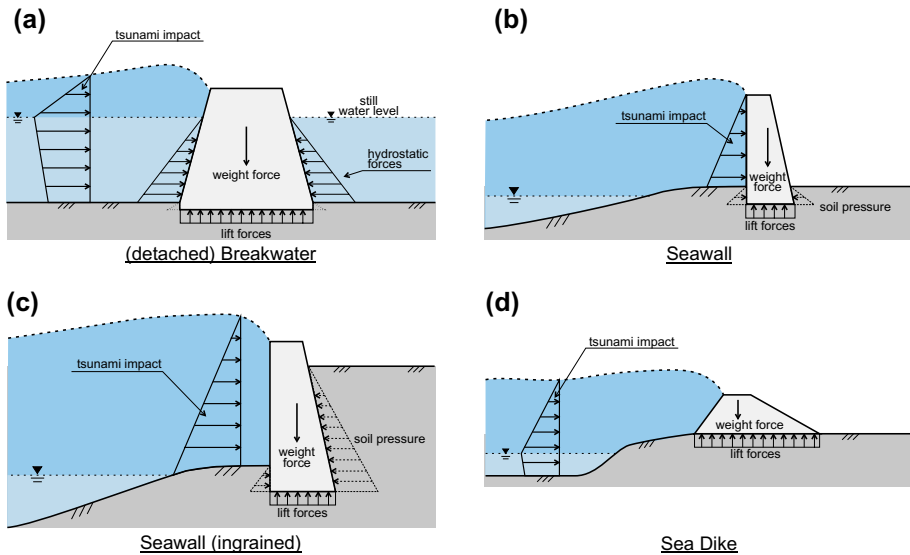 (a)
tsunami impact
still
water level
hydrostatic
forces
weight force
lift forces
(detached) Breakwater
(b)
tsunami impact
weight
force
soil pressure
lift forces
Seawall
(c)
tsunami impact
soil pressure
weight
force
lift forces
Seawall (ingrained)
(d)
tsunami impact
weight force
lift forces
Sea Dike